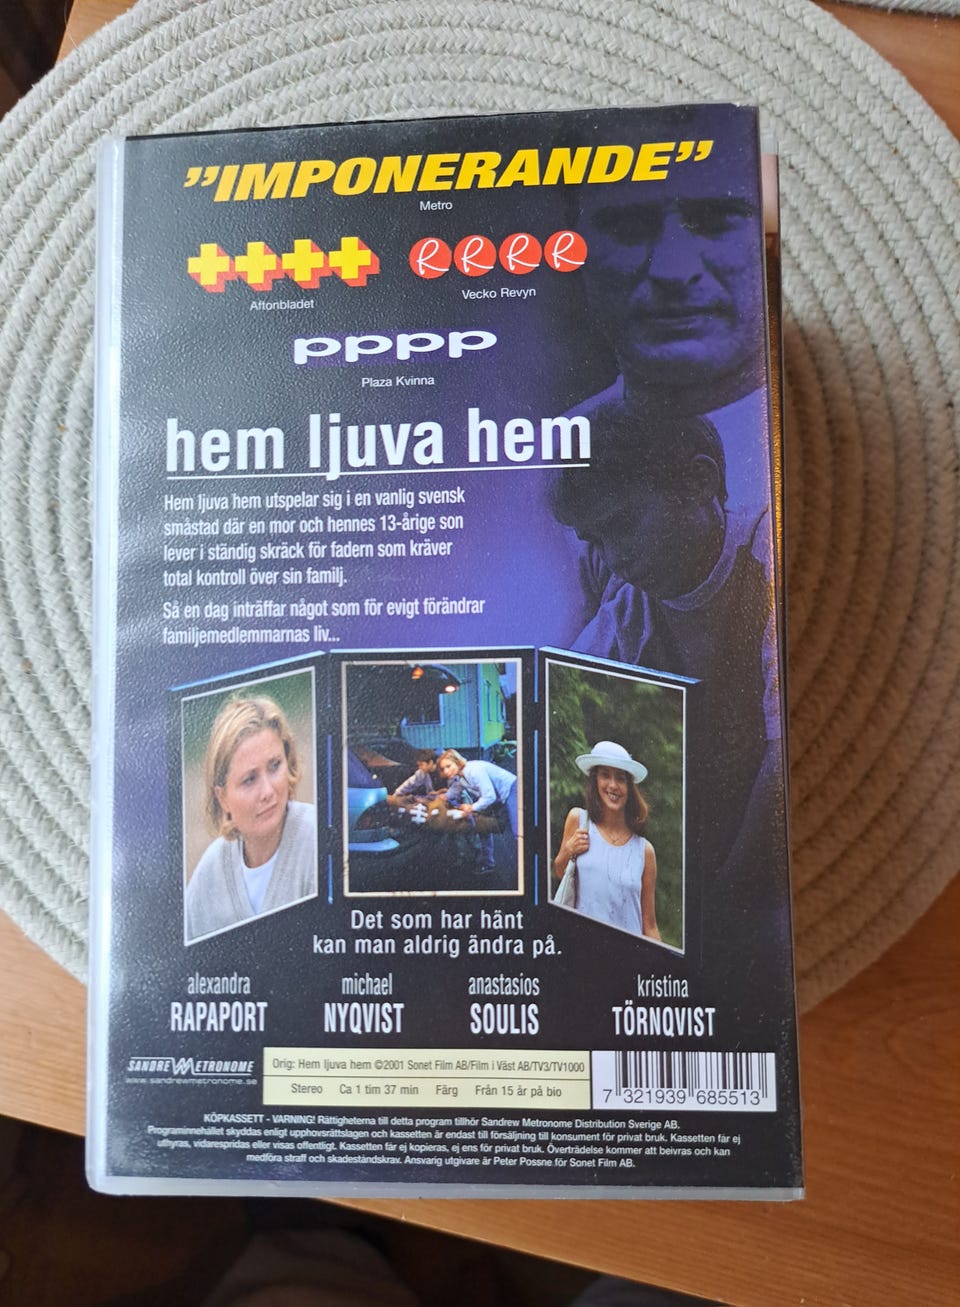 ”IMPONERANDE”
Metro
++++
Aftonbladet
RRRR
Vecko Revyn
pppp
Plaza Kvinna
hem ljuva hem
Hem ljuva hem utspelar sig i en vanlig svensk
småstad där en mor och hennes 13-årige son
lever i ständig skräck för fadern som kräver
total kontroll över sin familj.
Så en dag inträffar något som för evigt förändrar
familjemedlemmarnas liv...
Det som har hänt
kan man aldrig ändra på.
alexandra
RAPAPORT
michael
NYQVIST
anastasios
SOULIS
kristina
TÖRNQVIST
SANDREW METRONOME
www.sandrewmetronome.se
Orig: Hem ljuva hem ©2001 Sonet Film AB/Film i Väst AB/TV3/TV1000
Stereo Ca 1 tim 37 min Färg Från 15 år på bio
7 321939 685513
KÖPKASSETT - VARNING! Rättigheterna till detta program tillhör Sandrew Metronome Distribution Sverige AB.
Programinnehållet skyddas enligt upphovsrättslagen och kassetten är endast till försäljning till konsument för privat bruk. Kassetten får ej
uthyras, vidarespridas eller visas offentligt. Kassetten får ej kopieras, ej ens för privat bruk. Överträdelse kommer att beivras och kan
medföra straff och skadeståndskrav. Ansvarig utgivare är Peter Possne för Sonet Film AB.